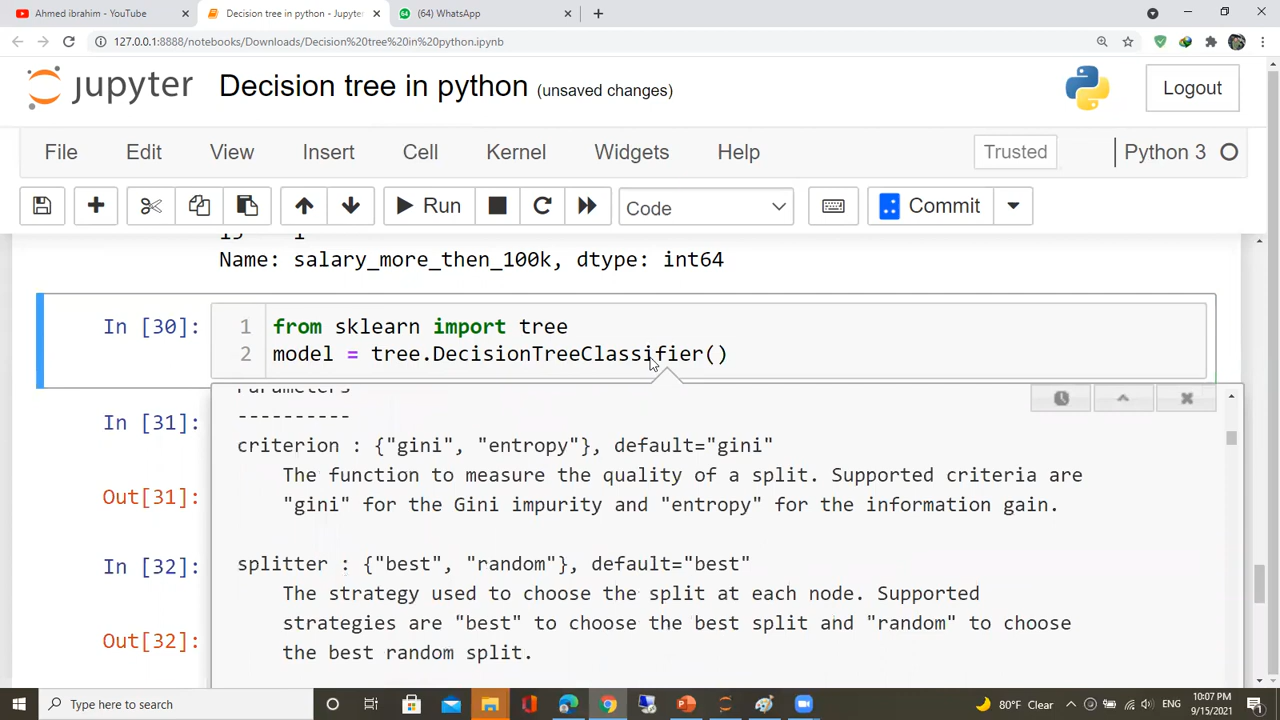 Ahmed ibrahim - YouTube
Decision tree in python - Jupyter
(64) WhatsApp
127.0.0.1:8888/notebooks/Downloads/Decision%20tree%20in%20python.ipynb
jupyter Decision tree in python (unsaved changes)
Logout
File Edit View Insert Cell Kernel Widgets Help
Trusted
Python 3
Run
Code
Commit
Name: salary_more_then_100k, dtype: int64
In [30]:
1 from sklearn import tree
2 model = tree.DecisionTreeClassifier()
Parameters
----------
In [31]:
criterion : {"gini", "entropy"}, default="gini"
The function to measure the quality of a split. Supported criteria are
Out[31]:
"gini" for the Gini impurity and "entropy" for the information gain.
In [32]:
splitter : {"best", "random"}, default="best"
The strategy used to choose the split at each node. Supported
strategies are "best" to choose the best split and "random" to choose
Out[32]:
the best random split.
Type here to search
80°F Clear
10:07 PM
9/15/2021